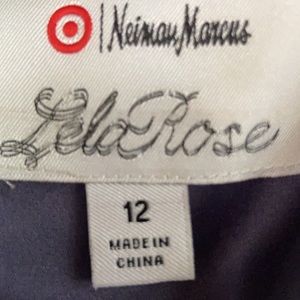 Neiman Marcus
Lela Rose
12
MADE IN
CHINA